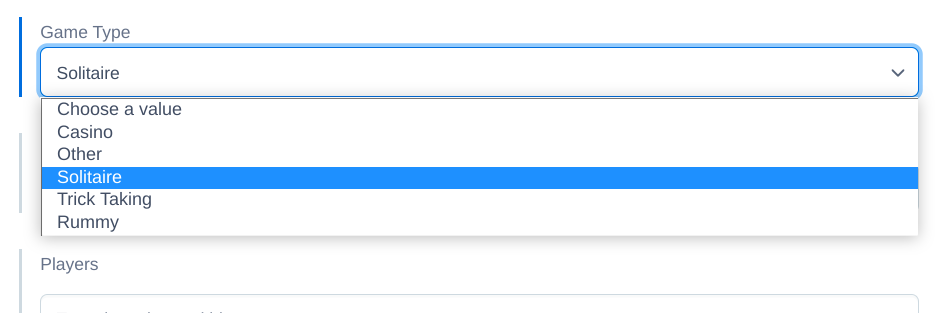 Game Type
Solitaire
Choose a value
Casino
Other
Solitaire
Trick Taking
Rummy
Players